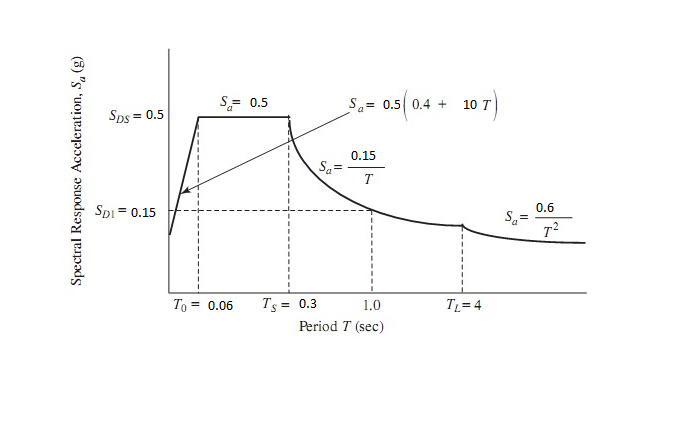 Spectral Response Acceleration, Sa (g)
SDS = 0.5
Sa= 0.5
Sa= 0.5(0.4 + 10 T)
Sa= 0.15/T
SD1 = 0.15
Sa= 0.6/T²
T0 = 0.06
TS = 0.3
1.0
TL= 4
Period T (sec)